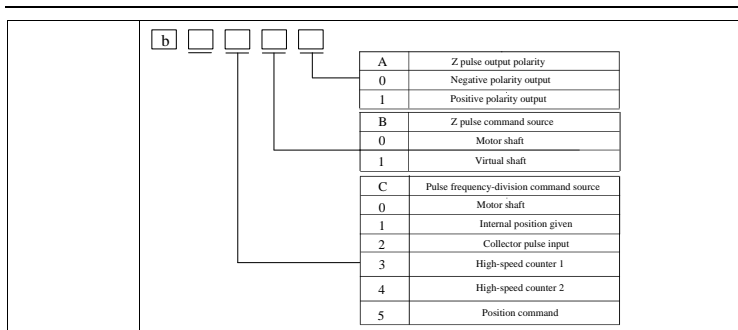 b
A Z pulse output polarity
0 Negative polarity output
1 Positive polarity output
B Z pulse command source
0 Motor shaft
1 Virtual shaft
C Pulse frequency-division command source
0 Motor shaft
1 Internal position given
2 Collector pulse input
3 High-speed counter 1
4 High-speed counter 2
5 Position command